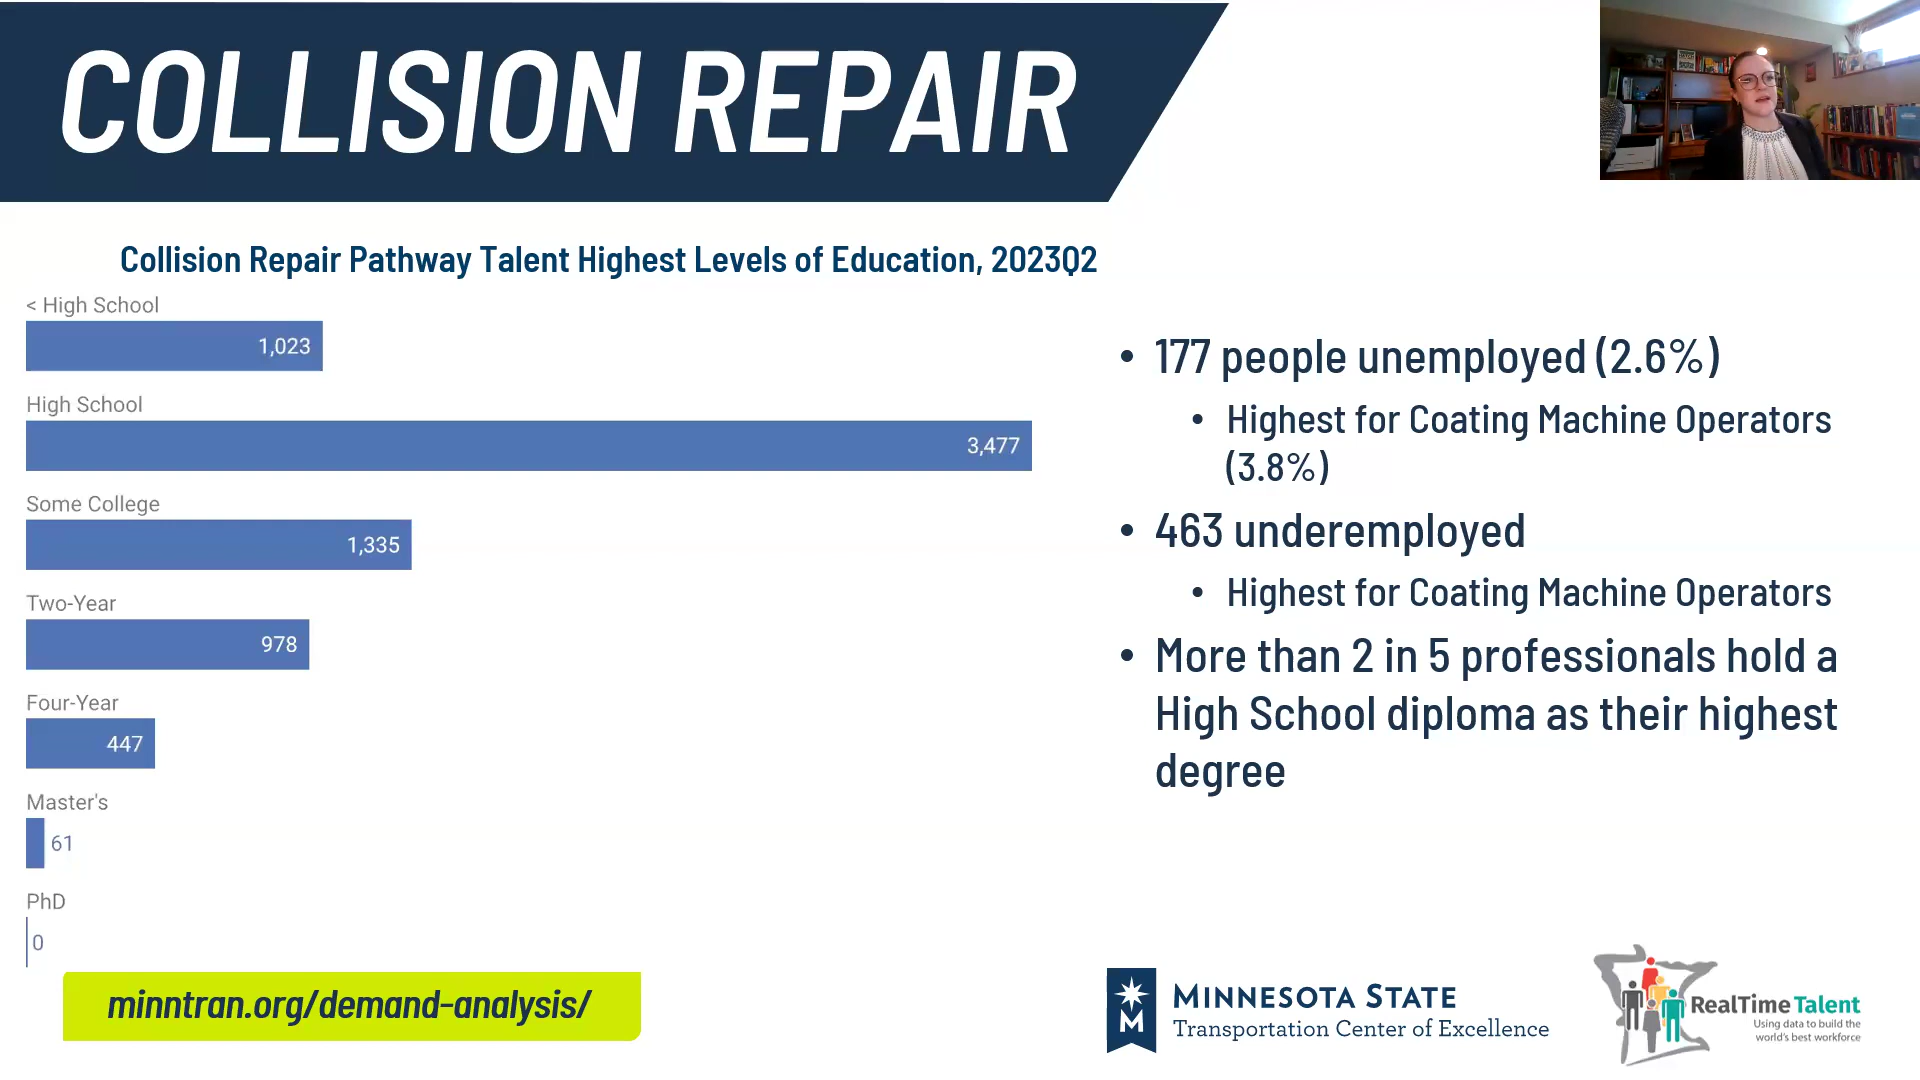 COLLISION REPAIR
Collision Repair Pathway Talent Highest Levels of Education, 2023Q2
< High School
1,023
High School
3,477
Some College
1,335
Two-Year
978
Four-Year
447
Master's
61
PhD
0
• 177 people unemployed (2.6%)
• Highest for Coating Machine Operators
(3.8%)
• 463 underemployed
• Highest for Coating Machine Operators
• More than 2 in 5 professionals hold a
High School diploma as their highest
degree
minntran.org/demand-analysis/
M
MINNESOTA STATE
Transportation Center of Excellence
RealTime Talent
Using data to build the
world's best workforce